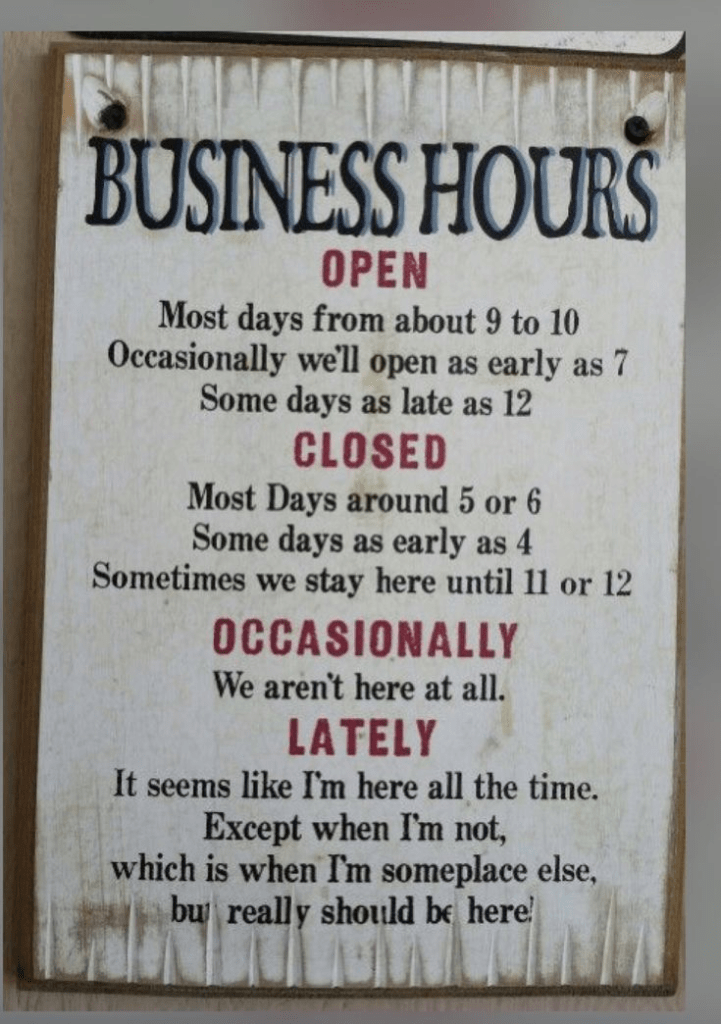 BUSINESS HOURS
OPEN
Most days from about 9 to 10
Occasionally we'll open as early as 7
Some days as late as 12
CLOSED
Most Days around 5 or 6
Some days as early as 4
Sometimes we stay here until 11 or 12
OCCASIONALLY
We aren't here at all.
LATELY
It seems like I'm here all the time.
Except when I'm not,
which is when I'm someplace else,
but really should be here!